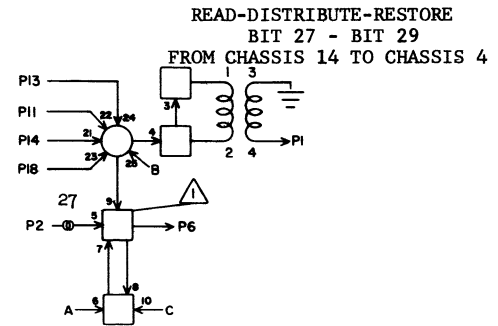 READ-DISTRIBUTE-RESTORE
BIT 27 - BIT 29
FROM CHASSIS 14 TO CHASSIS 4
P13
1 3
3
P11
22 24
P14 21 4
2 4 P1
23 25
P18
B
27
9
1
P2 5 P6
7
8
A 6 10 C